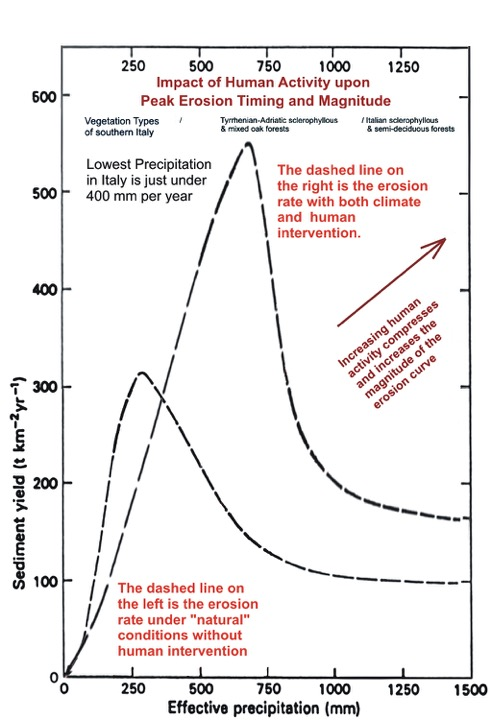 250 500 750 1000 1250
Impact of Human Activity upon
Peak Erosion Timing and Magnitude
600
Vegetation Types / Tyrrhenian-Adriatic sclerophyllous / Italian sclerophyllous
of southern Italy & mixed oak forests & semi-deciduous forests
Lowest Precipitation
in Italy is just under
400 mm per year
The dashed line on
the right is the erosion
rate with both climate
and human
intervention.
500
400
Increasing human
activity compresses
and increases the
magnitude of the
erosion curve
300
Sediment yield (t km⁻²yr⁻¹)
200
100
The dashed line on
the left is the erosion
rate under "natural"
conditions without
human intervention
0
0 250 500 750 1000 1250 1500
Effective precipitation (mm)